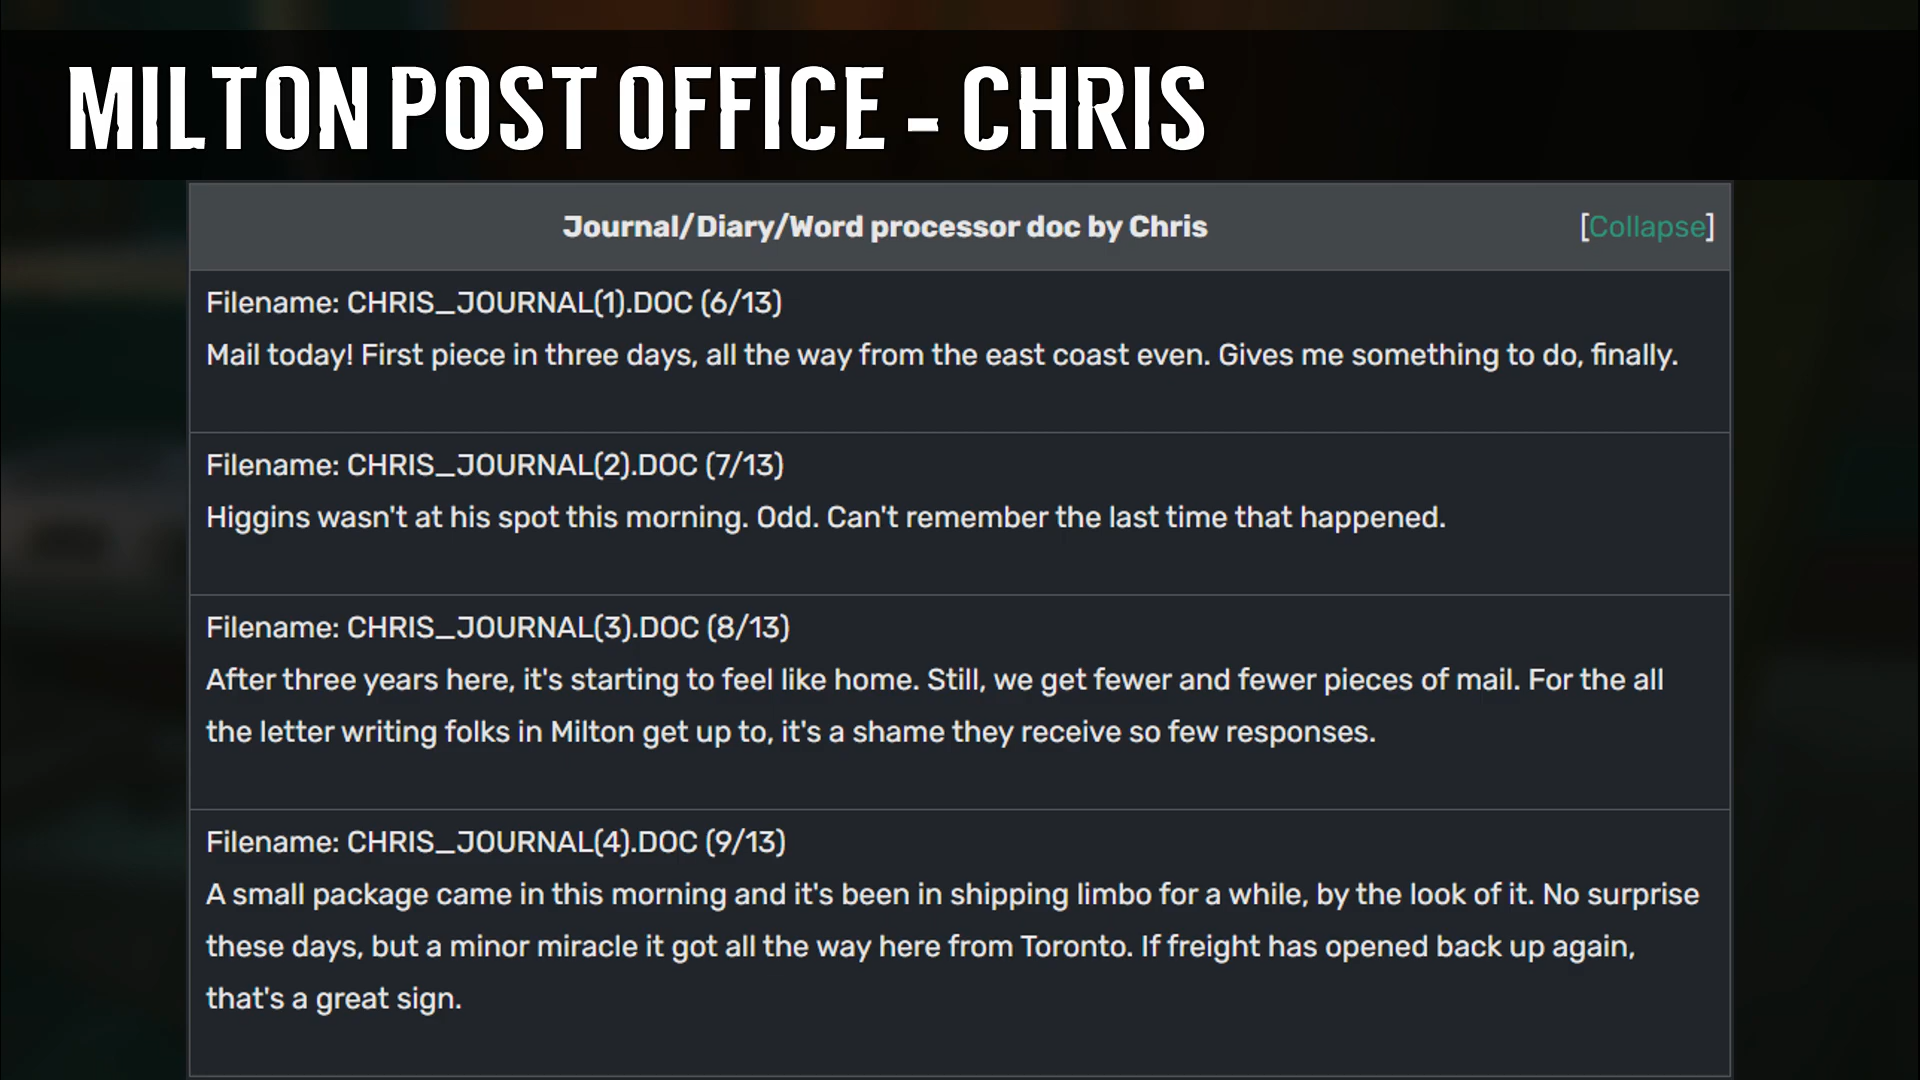 MILTON POST OFFICE - CHRIS
Journal/Diary/Word processor doc by Chris
[Collapse]
Filename: CHRIS_JOURNAL(1).DOC (6/13)
Mail today! First piece in three days, all the way from the east coast even. Gives me something to do, finally.
Filename: CHRIS_JOURNAL(2).DOC (7/13)
Higgins wasn't at his spot this morning. Odd. Can't remember the last time that happened.
Filename: CHRIS_JOURNAL(3).DOC (8/13)
After three years here, it's starting to feel like home. Still, we get fewer and fewer pieces of mail. For the all
the letter writing folks in Milton get up to, it's a shame they receive so few responses.
Filename: CHRIS_JOURNAL(4).DOC (9/13)
A small package came in this morning and it's been in shipping limbo for a while, by the look of it. No surprise
these days, but a minor miracle it got all the way here from Toronto. If freight has opened back up again,
that's a great sign.